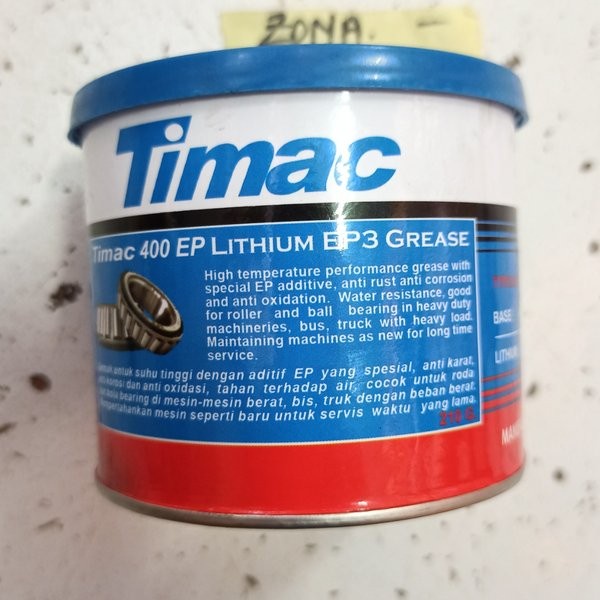 ZONA.
Timac
Timac 400 EP LITHIUM EP3 GREASE
High temperature performance grease with
special EP additive, anti rust anti corrosion
and anti oxidation. Water resistance, good
for roller and ball bearing in heavy duty
machineries, bus, truck with heavy load.
Maintaining machines as new for long time
service.
untuk suhu tinggi dengan aditif EP yang spesial, anti karat,
dan anti oxidasi, tahan terhadap air, cocok untuk roda
bearing di mesin-mesin berat, bis, truk dengan beban berat.
mesin seperti baru untuk servis waktu yang lama.
BASE